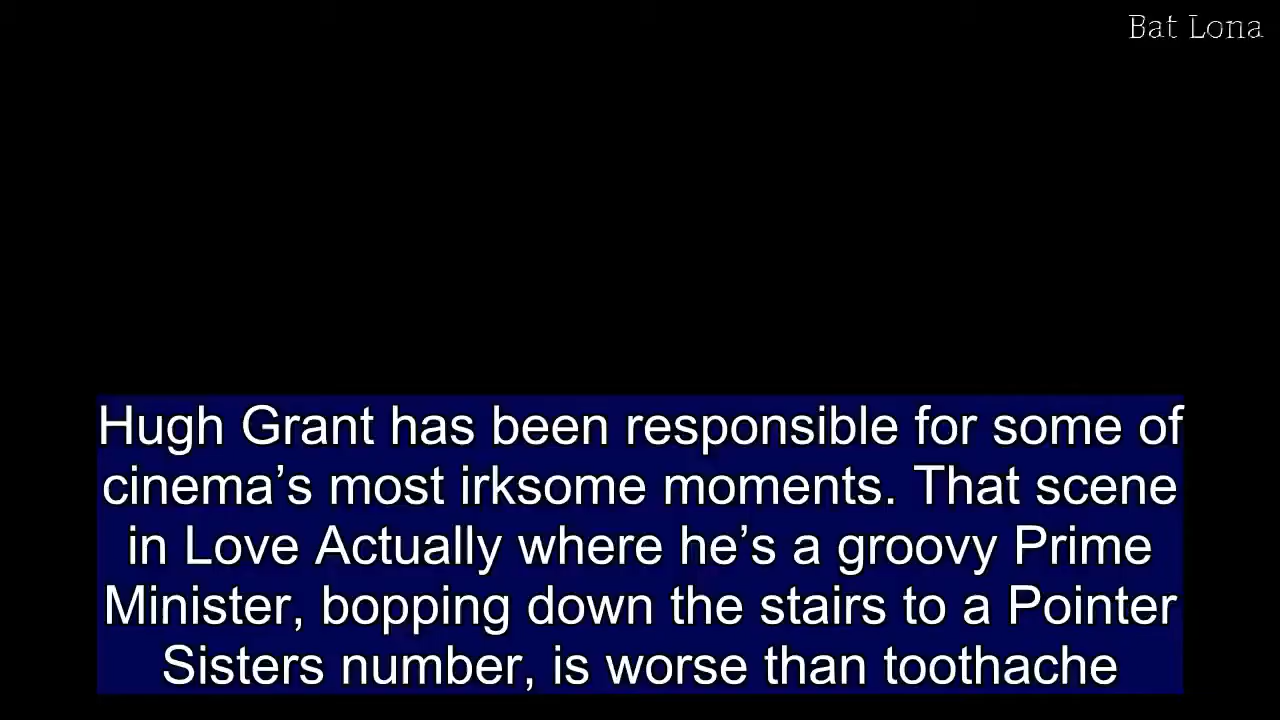 Bat Lona
Hugh Grant has been responsible for some of
cinema’s most irksome moments. That scene
in Love Actually where he’s a groovy Prime
Minister, bopping down the stairs to a Pointer
Sisters number, is worse than toothache